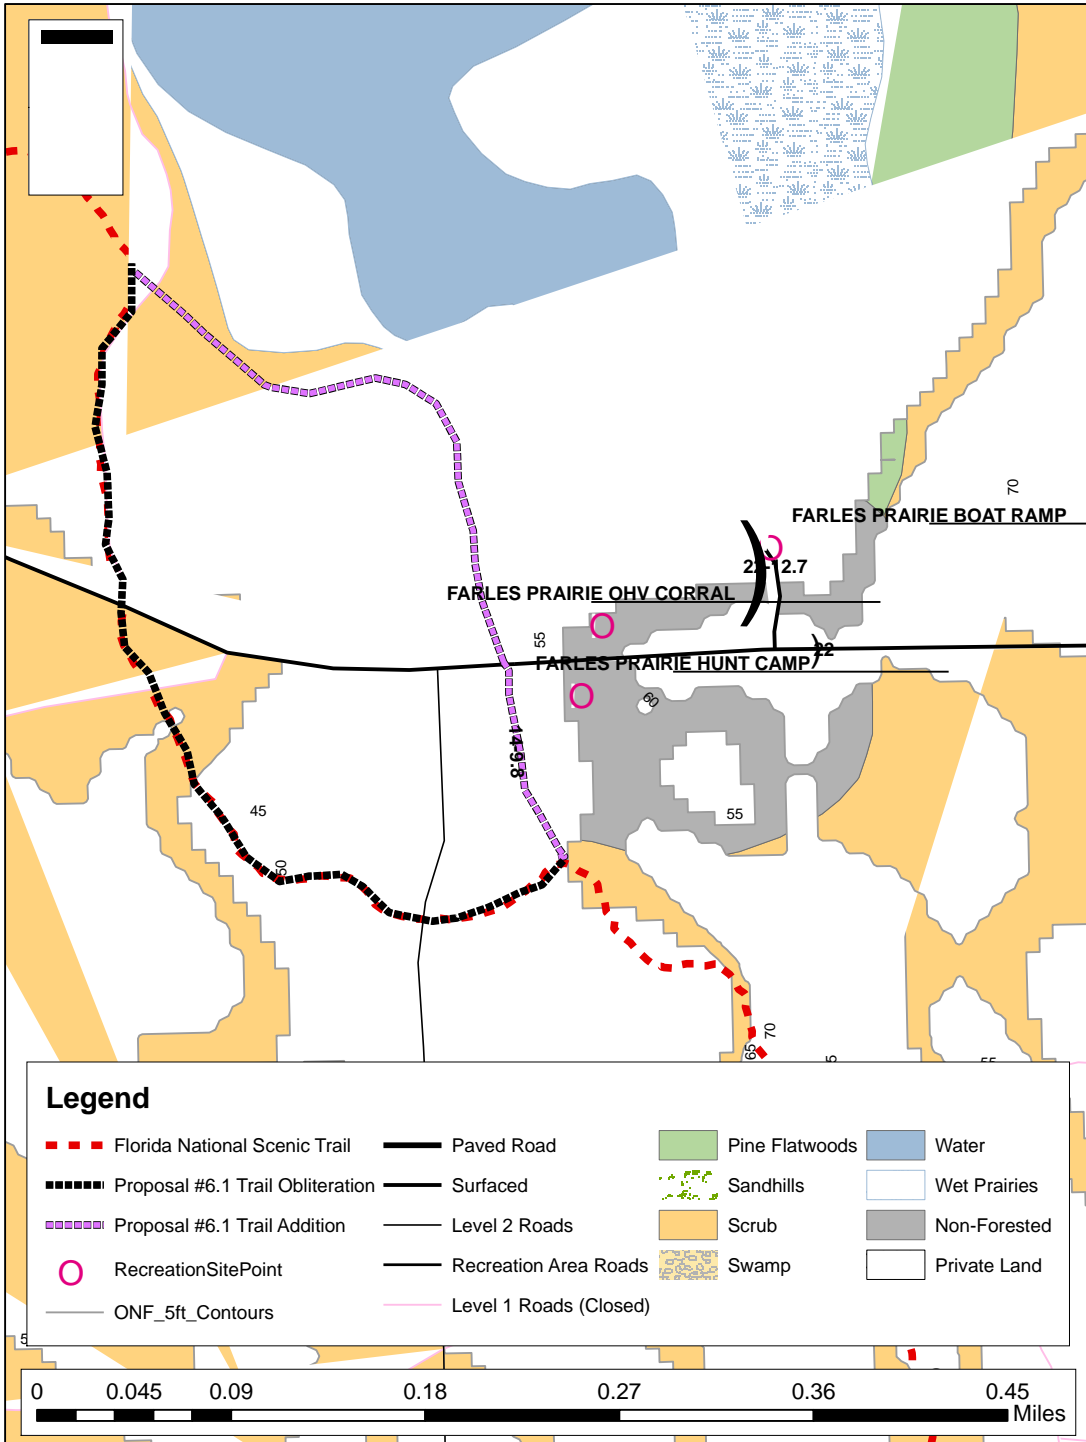 70
FARLES PRAIRIE BOAT RAMP
FARLES PRAIRIE OHV CORRAL
55
22
FARLES PRAIRIE HUNT CAMP
60
14-9.8
45
55
50
70
65
Legend
Florida National Scenic Trail
Proposal #6.1 Trail Obliteration
Proposal #6.1 Trail Addition
RecreationSitePoint
ONF_5ft_Contours
Paved Road
Surfaced
Level 2 Roads
Recreation Area Roads
Level 1 Roads (Closed)
Pine Flatwoods
Sandhills
Scrub
Swamp
Water
Wet Prairies
Non-Forested
Private Land
0 0.045 0.09 0.18 0.27 0.36 0.45
Miles